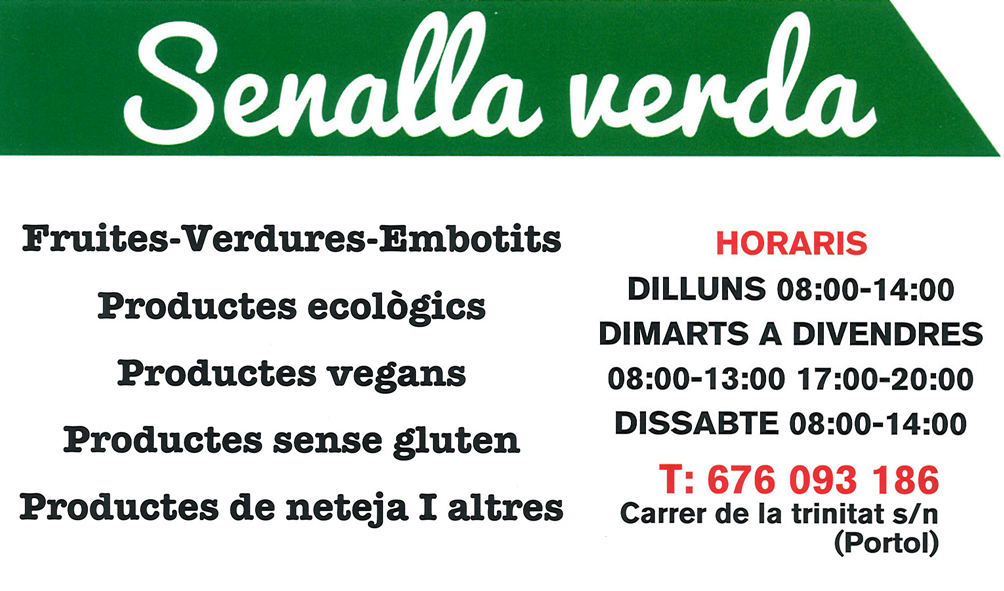 Senalla verda
Fruites-Verdures-Embotits
Productes ecològics
Productes vegans
Productes sense gluten
Productes de neteja I altres
HORARIS
DILLUNS 08:00-14:00
DIMARTS A DIVENDRES
08:00-13:00 17:00-20:00
DISSABTE 08:00-14:00
T: 676 093 186
Carrer de la trinitat s/n
(Portol)